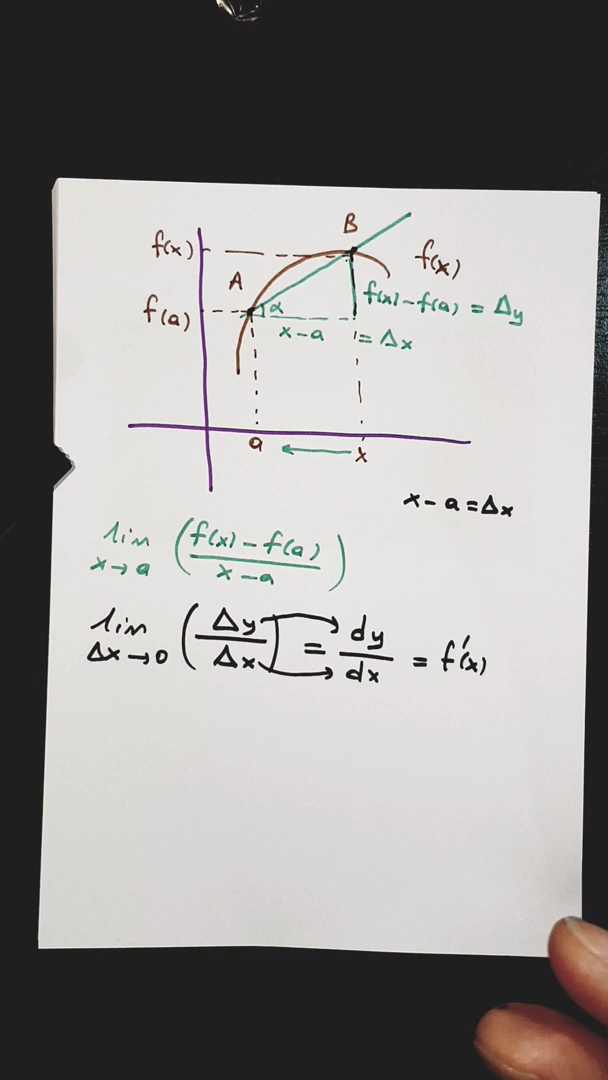 B
f(x)
f(x)
A
f(x)-f(a) = Δy
f(a)
α
x-a = Δx
a
x
x-a=Δx
lim x→a (f(x)-f(a) / x-a)
lim Δx→0 (Δy / Δx) = dy / dx = f'(x)